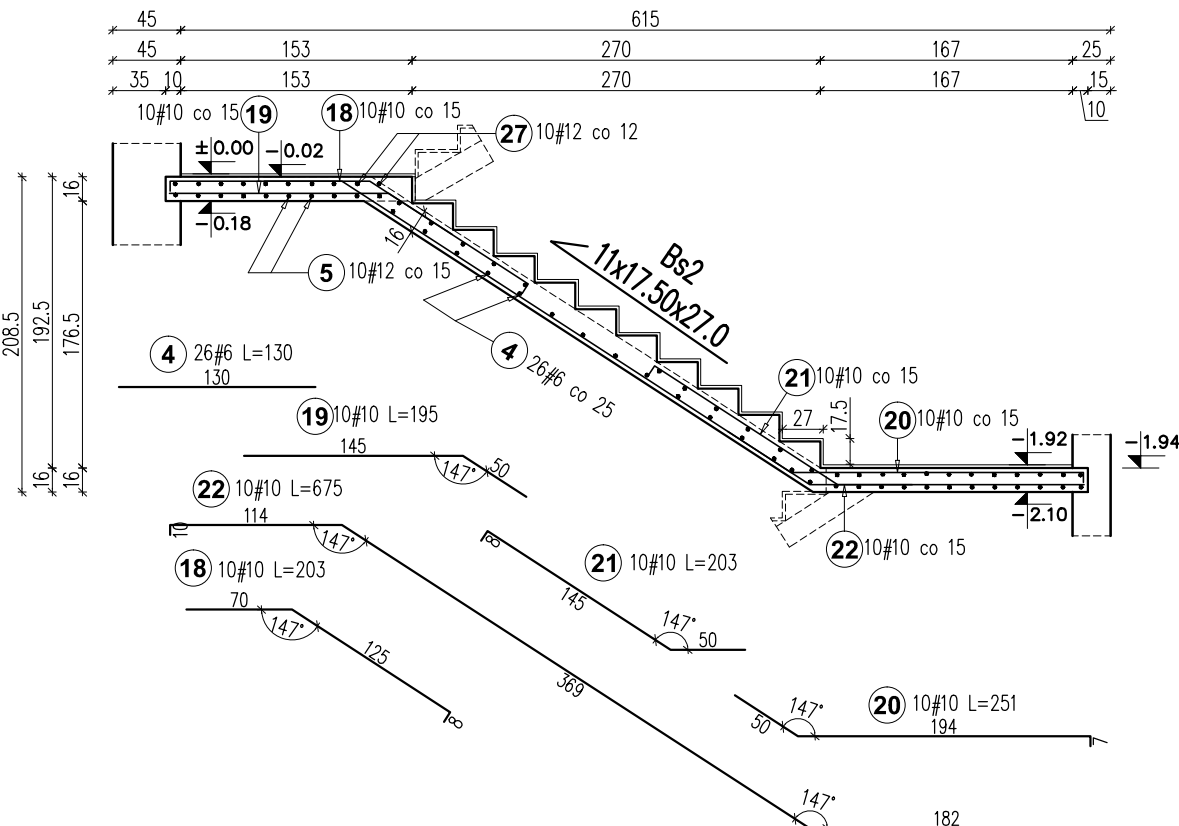 45 615
45 153 270 167 25
35 10 153 270 167 15
10
10#10 co 15 19 18 10#10 co 15
27 10#12 co 12
±0.00 -0.02
16
-0.18
16
5 10#12 co 15
Bs2
11x17.50x27.0
208.5 192.5 176.5
4 26#6 L=130
130
4 26#6 co 25
21 10#10 co 15
19 10#10 L=195
145 147° 50
27 17.5
20 10#10 co 15
-1.92 -1.94
16 16
22 10#10 L=675
10 114 147°
-2.10
22 10#10 co 15
18 10#10 L=203
70 147° 125 8
8 21 10#10 L=203
145 147° 50
369
20 10#10 L=251
50 147° 194 7
147° 182